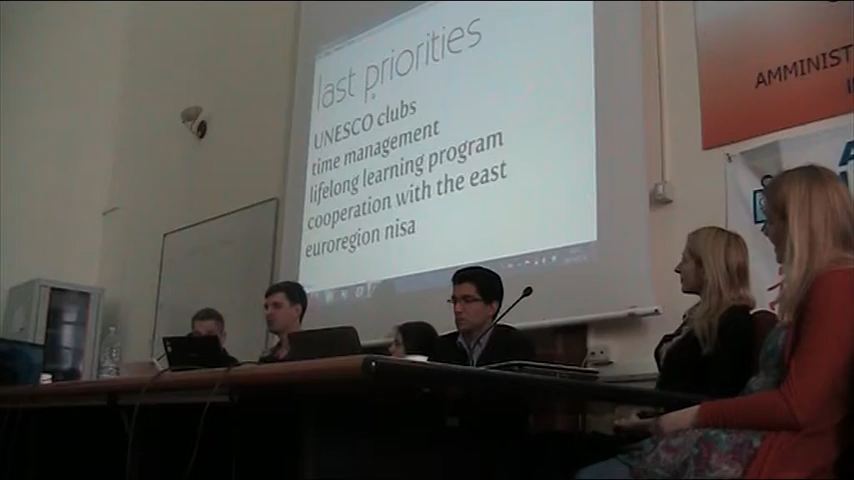 last priorities
UNESCO clubs
time management
lifelong learning program
cooperation with the east
euroregion nisa
AMMINIST